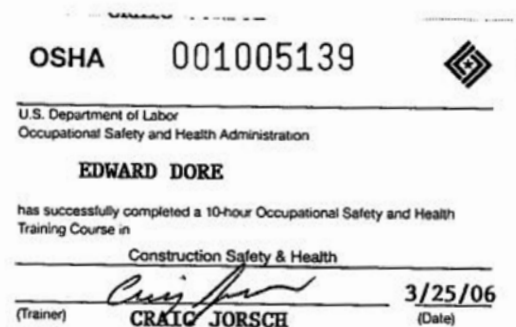 OSHA 001005139
U.S. Department of Labor
Occupational Safety and Health Administration
EDWARD DORE
has successfully completed a 10-hour Occupational Safety and Health
Training Course in
Construction Safety & Health
3/25/06
(Trainer) CRAIG JORSCH (Date)